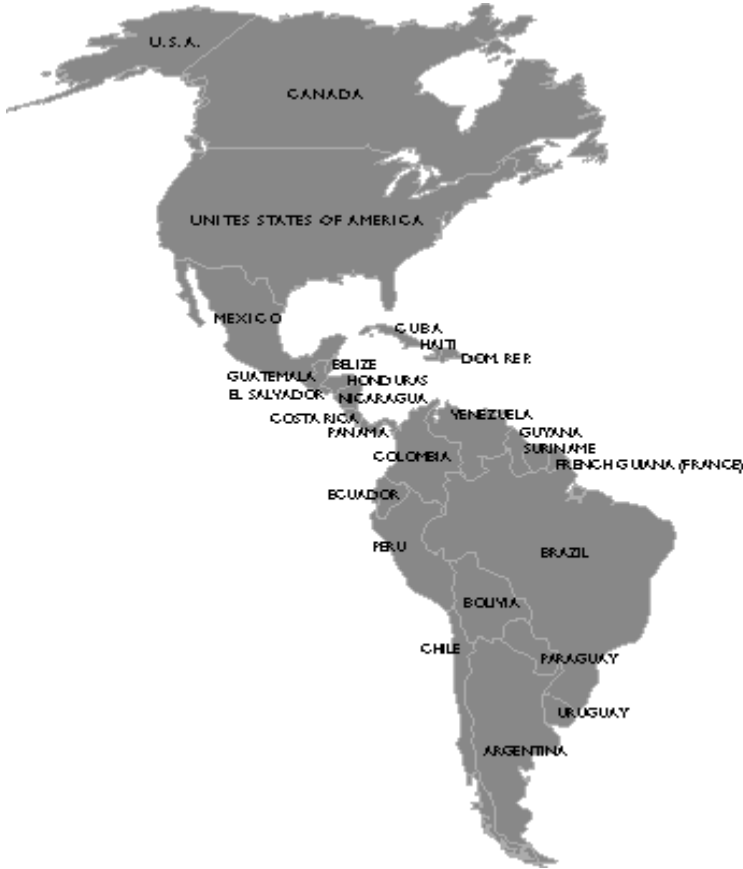 U.S.A.
CANADA
UNITES STATES OF AMERICA
MEXICO
CUBA
HAITI
DOM. REP.
BELIZE
GUATEMALA
HONDURAS
EL SALVADOR
NICARAGUA
COSTA RICA
PANAMA
VENEZUELA
GUYANA
SURINAME
COLOMBIA
FRENCH GUIANA (FRANCE)
ECUADOR
PERU
BRAZIL
BOLIVIA
CHILE
PARAGUAY
URUGUAY
ARGENTINA